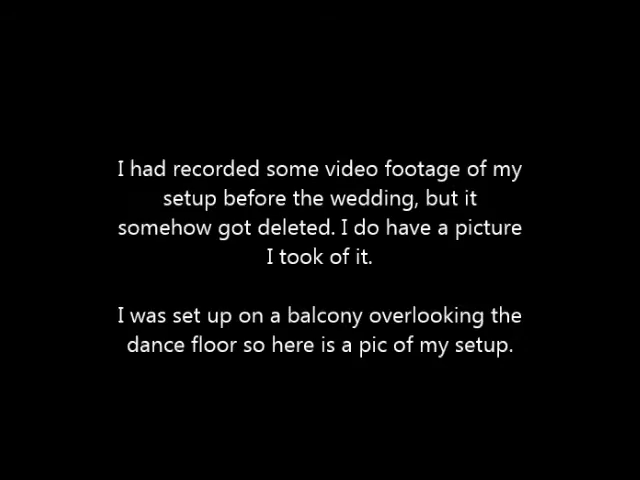 I had recorded some video footage of my
setup before the wedding, but it
somehow got deleted. I do have a picture
I took of it.
I was set up on a balcony overlooking the
dance floor so here is a pic of my setup.